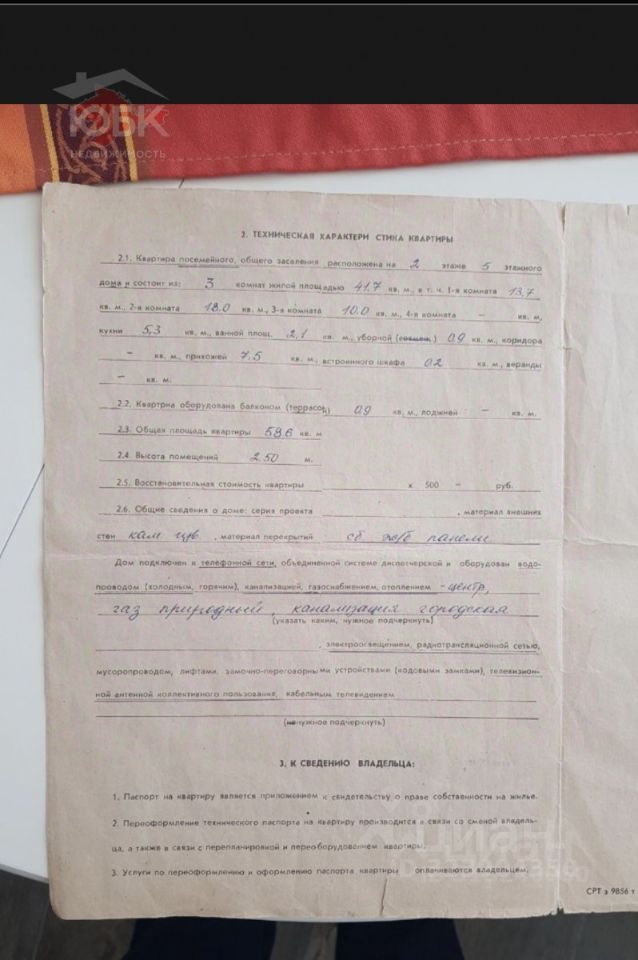 ЮБК
НЕДВИЖИМОСТЬ
2. ТЕХНИЧЕСКАЯ ХАРАКТЕРИ СТИКА КВАРТИРЫ
2.1. Квартира посемейного, общего заселения расположена на 2 этаже 5 этажного
дома и состоит из: 3 комнат жилой площадью 41.7 кв. м., в т. ч. 1-я комната 13,7
кв. м., 2-я комната 18.0 кв. м., 3-я комната 10.0 кв. м., 4-я комната – кв. м,
кухни 5,3 кв. м., ванной площ. 2,1 кв. м., уборной (совмещ.) 0,9 кв. м., коридора
– кв. м., прихожей 7.5 кв. м., встроенного шкафа 0.2 кв. м., веранды
– кв. м.
2.2. Квартира оборудована балконом (террасой) 0,9 кв, м., лоджией – кв. м.
2.3. Общая площадь квартиры 58.6 кв. м
2.4. Высота помещений 2.50 м.
2.5. Восстановительная стоимость квартиры х 500 – руб.
2.6. Общие сведения о доме: серия проекта , материал внешних
стен кам, материал перекрытий сб. ж/б панели
Дом подключен к телефонной сети, объединенной системе диспетчерской и оборудован водо-
проводом (холодным, горячим), канализацией, газоснабжением, отоплением – центр,
газ природный, канализация городская
(указать каким, нужное подчеркнуть)
, электроосвещением, радиотрансляционной сетью,
мусоропроводом, лифтами, замочно-переговорными устройствами (кодовыми замками), телевизион-
ной антенной коллективного пользования, кабельным телевидением
(ненужное подчеркнуть)
3. К СВЕДЕНИЮ ВЛАДЕЛЬЦА:
1. Паспорт на квартиру является приложением к свидетельству о праве собственности на жилье.
2. Переоформление технического паспорта на квартиру производится в связи со сменой владель-
ца, а также в связи с перепланировкой и переоборудованием квартиры.
3. Услуги по переоформлению и оформлению паспорта квартиры оплачиваются владельцем.
циан
СРТ з 9856 т